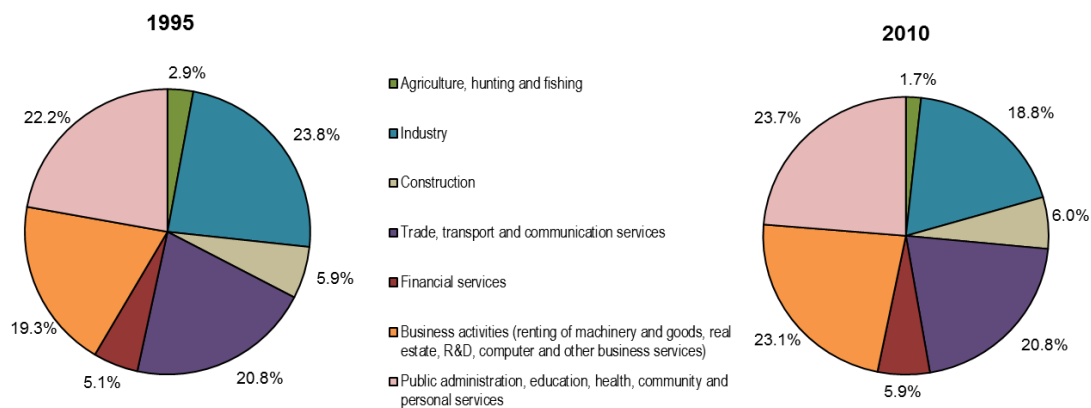 1995
2.9%
23.8%
5.9%
20.8%
5.1%
19.3%
22.2%
Agriculture, hunting and fishing
Industry
Construction
Trade, transport and communication services
Financial services
Business activities (renting of machinery and goods, real
estate, R&D, computer and other business services)
Public administration, education, health, community and
personal services
2010
1.7%
18.8%
6.0%
20.8%
5.9%
23.1%
23.7%